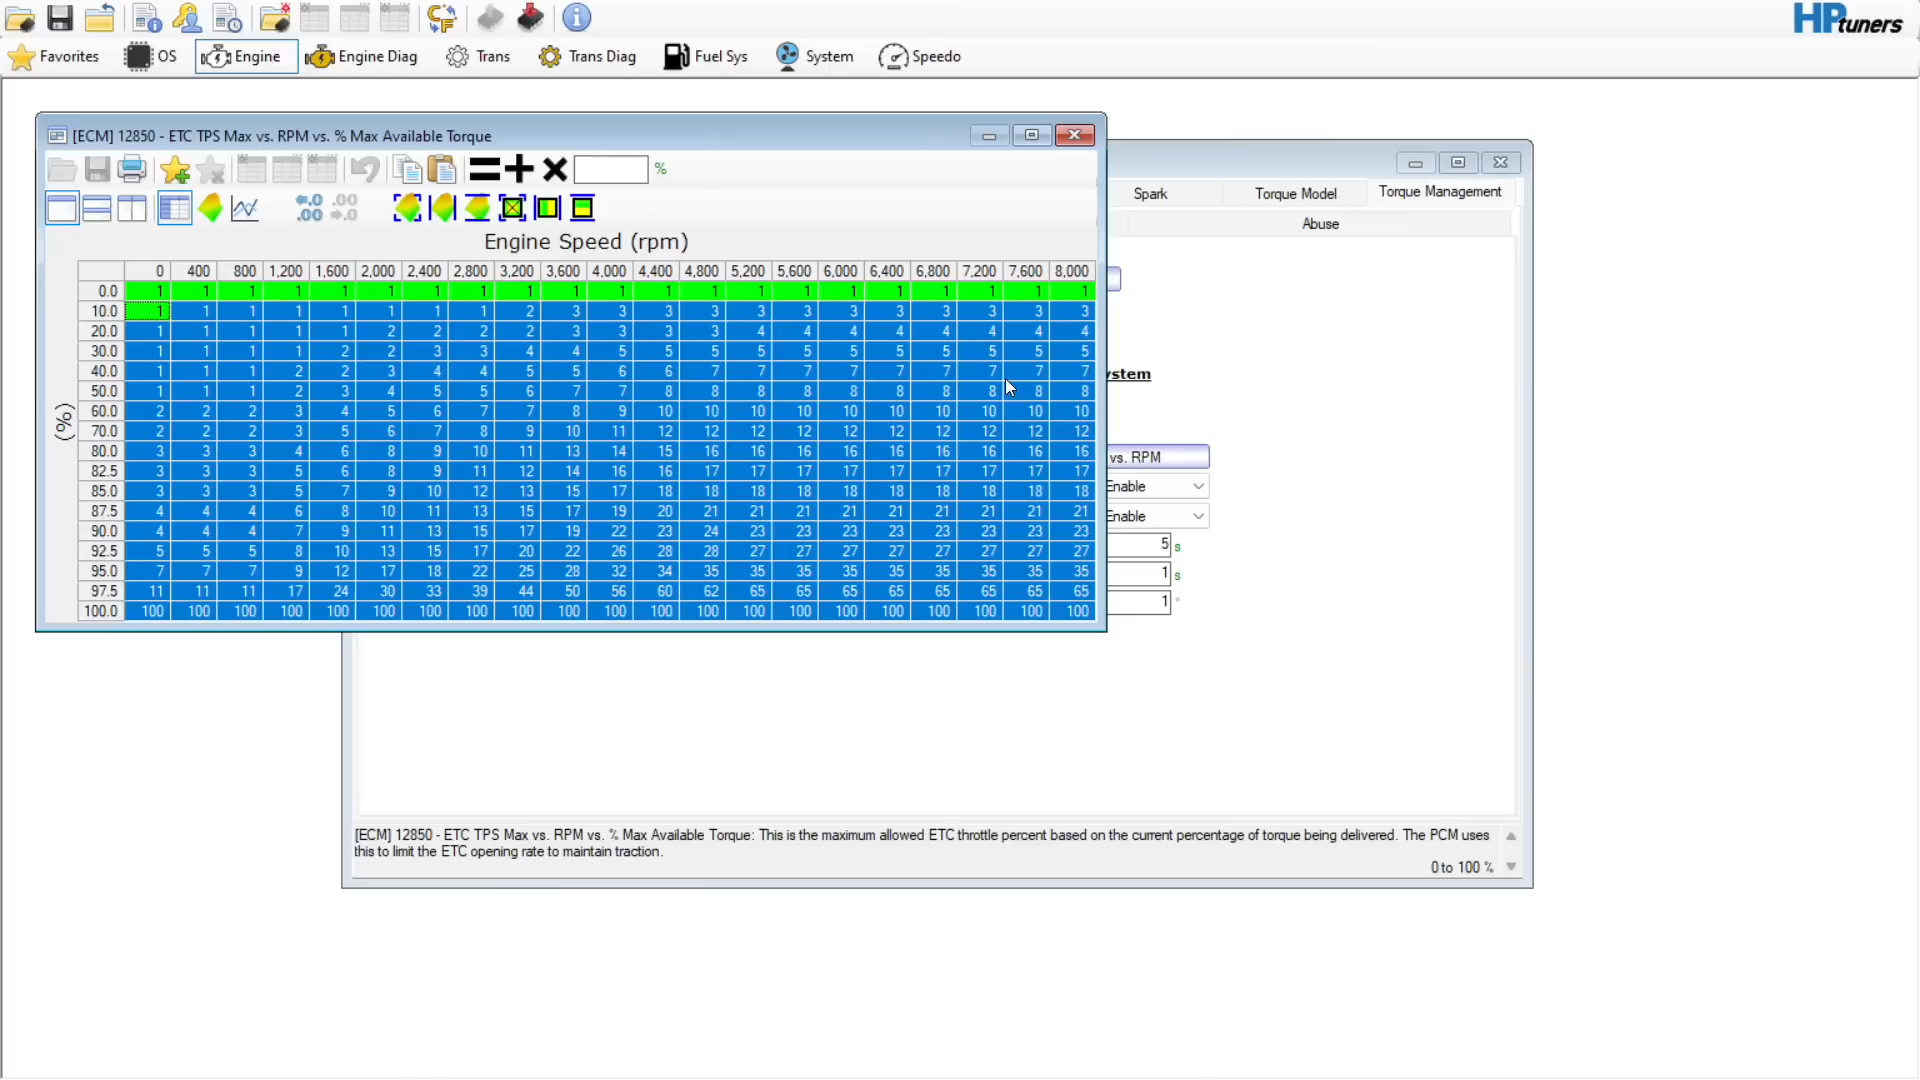 HPtuners
Favorites OS Engine Engine Diag Trans Trans Diag Fuel Sys System Speedo
[ECM] 12850 - ETC TPS Max vs. RPM vs. % Max Available Torque
%
←.0 .00
.00 →.0
Engine Speed (rpm)
0 400 800 1,200 1,600 2,000 2,400 2,800 3,200 3,600 4,000 4,400 4,800 5,200 5,600 6,000 6,400 6,800 7,200 7,600 8,000
0.0 1 1 1 1 1 1 1 1 1 1 1 1 1 1 1 1 1 1 1 1 1
10.0 1 1 1 1 1 1 1 1 2 3 3 3 3 3 3 3 3 3 3 3 3
20.0 1 1 1 1 1 2 2 2 2 3 3 3 3 4 4 4 4 4 4 4 4
30.0 1 1 1 1 2 2 3 3 4 4 5 5 5 5 5 5 5 5 5 5 5
40.0 1 1 1 2 2 3 4 4 5 5 6 6 7 7 7 7 7 7 7 7 7
50.0 1 1 1 2 3 4 5 5 6 7 7 8 8 8 8 8 8 8 8 8 8
60.0 2 2 2 3 4 5 6 7 7 8 9 10 10 10 10 10 10 10 10 10 10
70.0 2 2 2 3 5 6 7 8 9 10 11 12 12 12 12 12 12 12 12 12 12
80.0 3 3 3 4 6 8 9 10 11 13 14 15 16 16 16 16 16 16 16 16 16
82.5 3 3 3 5 6 8 9 11 12 14 16 16 17 17 17 17 17 17 17 17 17
85.0 3 3 3 5 7 9 10 12 13 15 17 18 18 18 18 18 18 18 18 18 18
87.5 4 4 4 6 8 10 11 13 15 17 19 20 21 21 21 21 21 21 21 21 21
90.0 4 4 4 7 9 11 13 15 17 19 22 23 24 23 23 23 23 23 23 23 23
92.5 5 5 5 8 10 13 15 17 20 22 26 28 28 27 27 27 27 27 27 27 27
95.0 7 7 7 9 12 17 18 22 25 28 32 34 35 35 35 35 35 35 35 35 35
97.5 11 11 11 17 24 30 33 39 44 50 56 60 62 65 65 65 65 65 65 65 65
100.0 100 100 100 100 100 100 100 100 100 100 100 100 100 100 100 100 100 100 100 100 100
(%)
Spark Torque Model Torque Management
Abuse
ystem
vs. RPM
Enable
Enable
5 s
1 s
1 °
[ECM] 12850 - ETC TPS Max vs. RPM vs. % Max Available Torque: This is the maximum allowed ETC throttle percent based on the current percentage of torque being delivered. The PCM uses
this to limit the ETC opening rate to maintain traction.
0 to 100 %